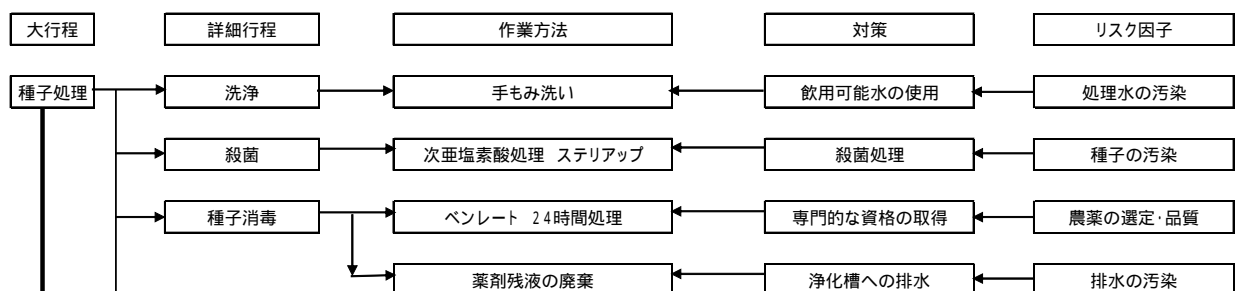 大行程 詳細行程 作業方法 対策 リスク因子
種子処理 洗浄 手もみ洗い 飲用可能水の使用 処理水の汚染
殺菌 次亜塩素酸処理 ステリアップ 殺菌処理 種子の汚染
種子消毒 ベンレート 24時間処理 専門的な資格の取得 農薬の選定・品質
薬剤残液の廃棄 浄化槽への排水 排水の汚染